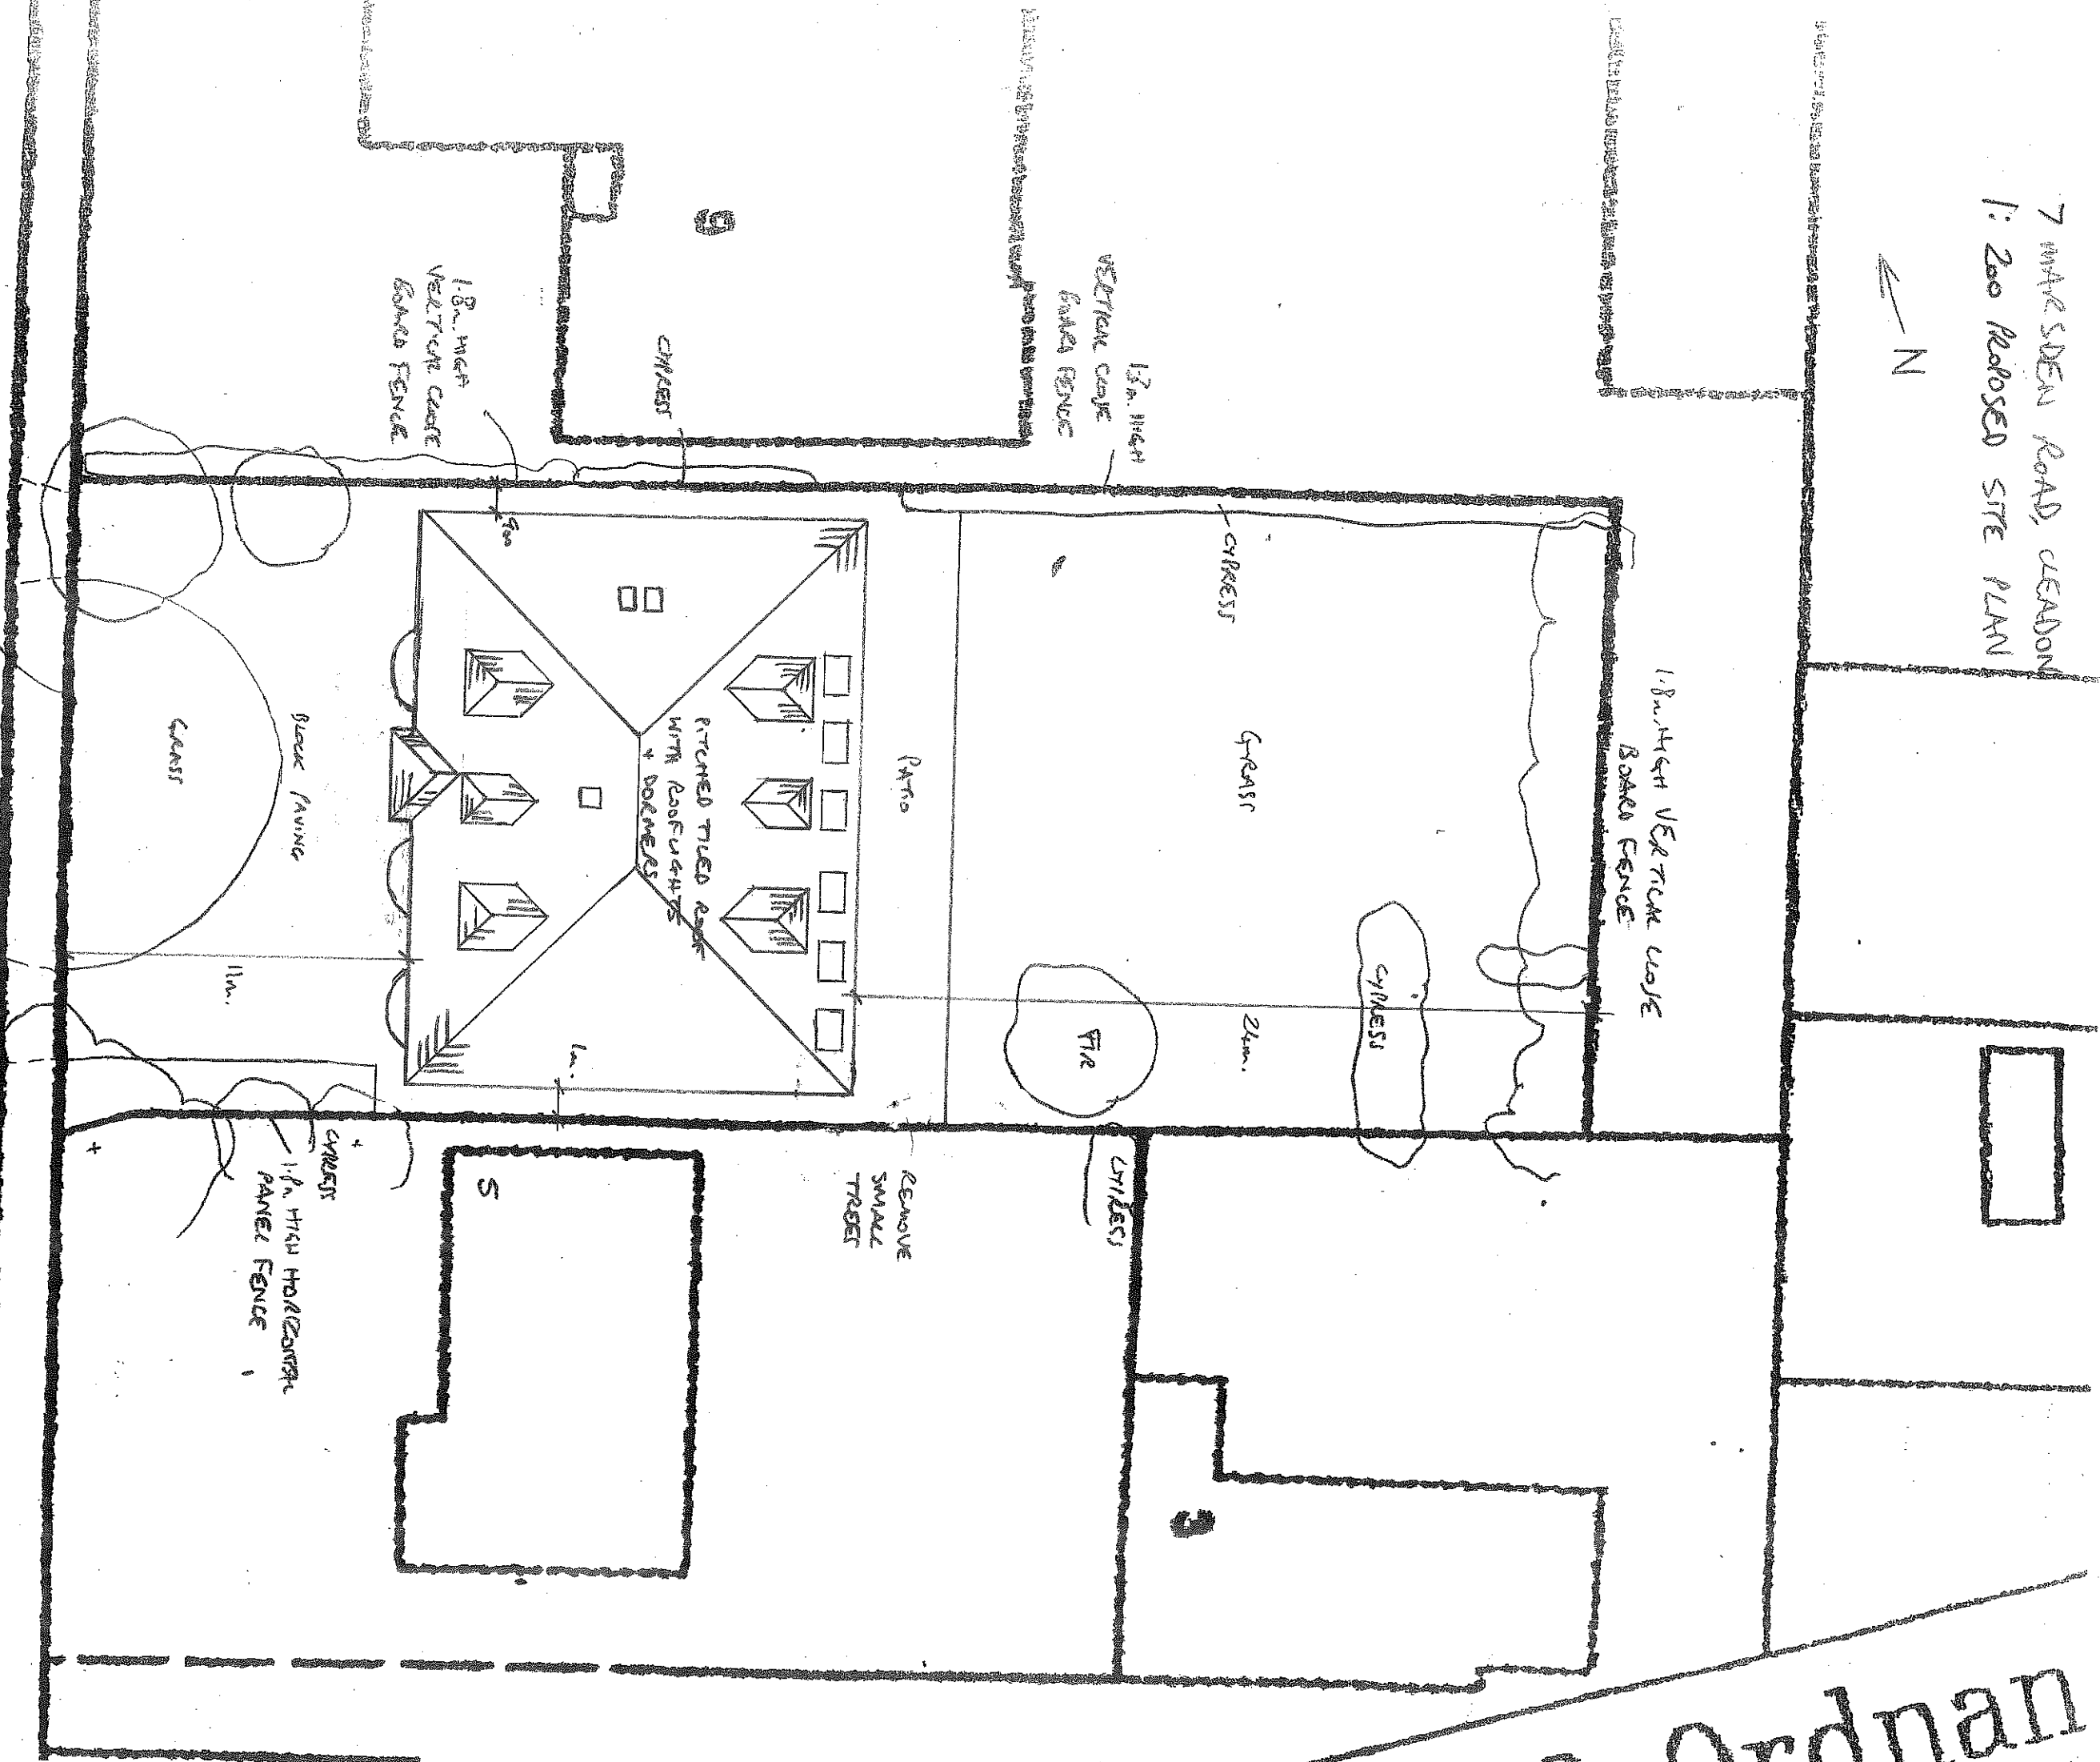 7 MARSDEN ROAD, CLEADON
1:200 PROPOSED SITE PLAN
N
9
1.8m HIGH
VERTICAL CLOSE
BOARD FENCE
CYPRESS
1.8m HIGH
VERTICAL CLOSE
BOARD FENCE
CYPRESS
1.8m HIGH VERTICAL CLOSE
BOARD FENCE
GRASS
PATIO
PITCHED TILED ROOF
WITH ROOFLIGHTS
+ DORMERS
BLOCK PAVING
GRASS
11m.
1m.
24m.
FIR
CYPRESS
CYPRESS
REMOVE
SMALL
TREES
5
CYPRESS
1.8m HIGH HORIZONTAL
PANEL FENCE
3
Ordnan